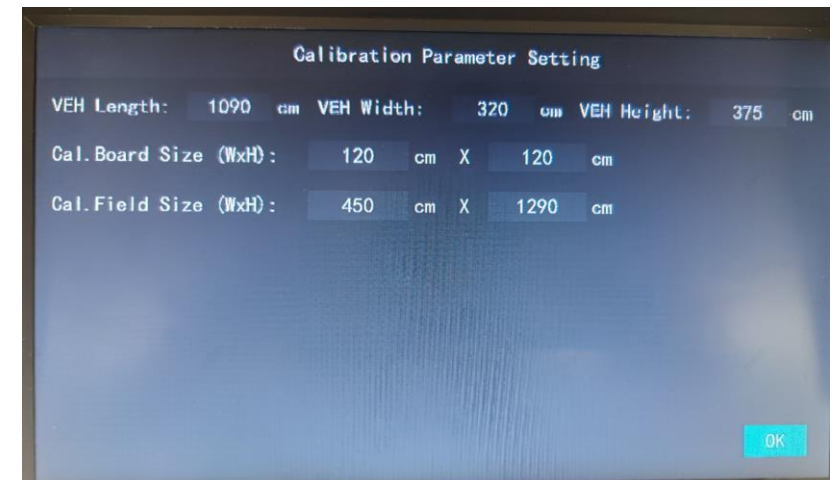 Calibration Parameter Setting
VEH Length: 1090 cm VEH Width: 320 cm VEH Height: 375 cm
Cal.Board Size (WxH): 120 cm X 120 cm
Cal.Field Size (WxH): 450 cm X 1290 cm
OK